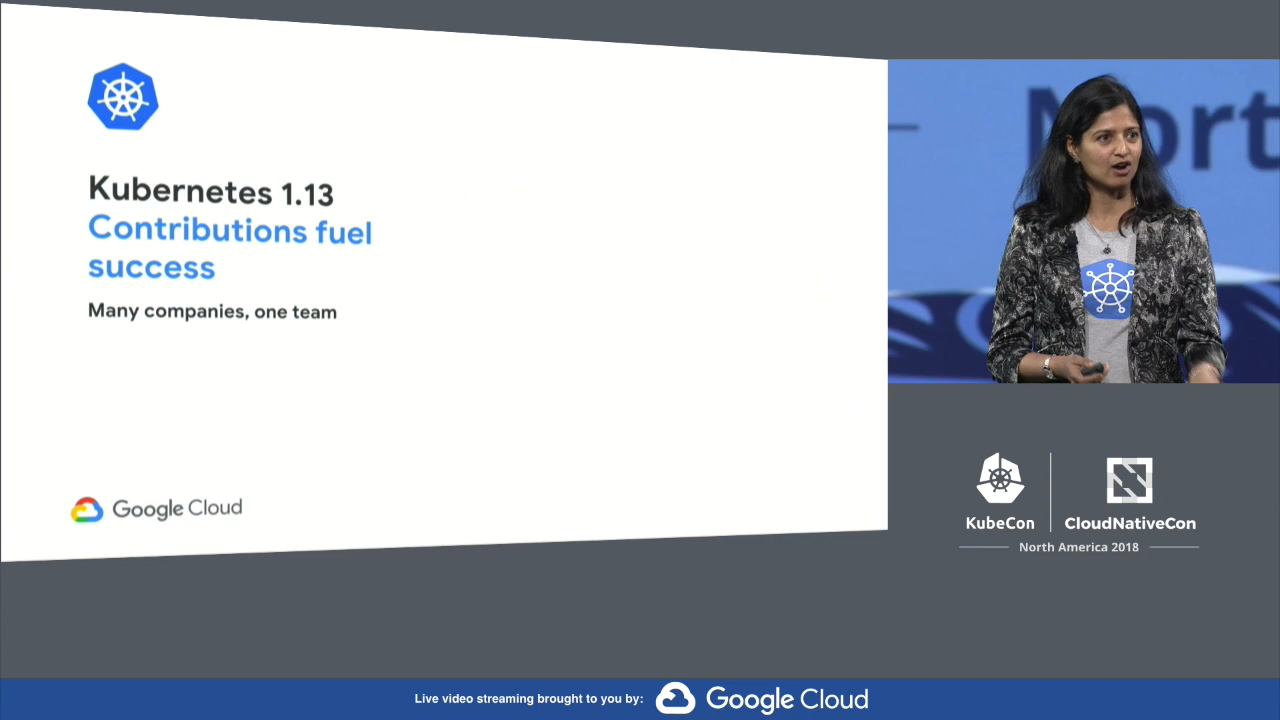 Kubernetes 1.13
Contributions fuel
success
Many companies, one team
Google Cloud
Nort
KubeCon
CloudNativeCon
North America 2018
Live video streaming brought to you by:
Google Cloud